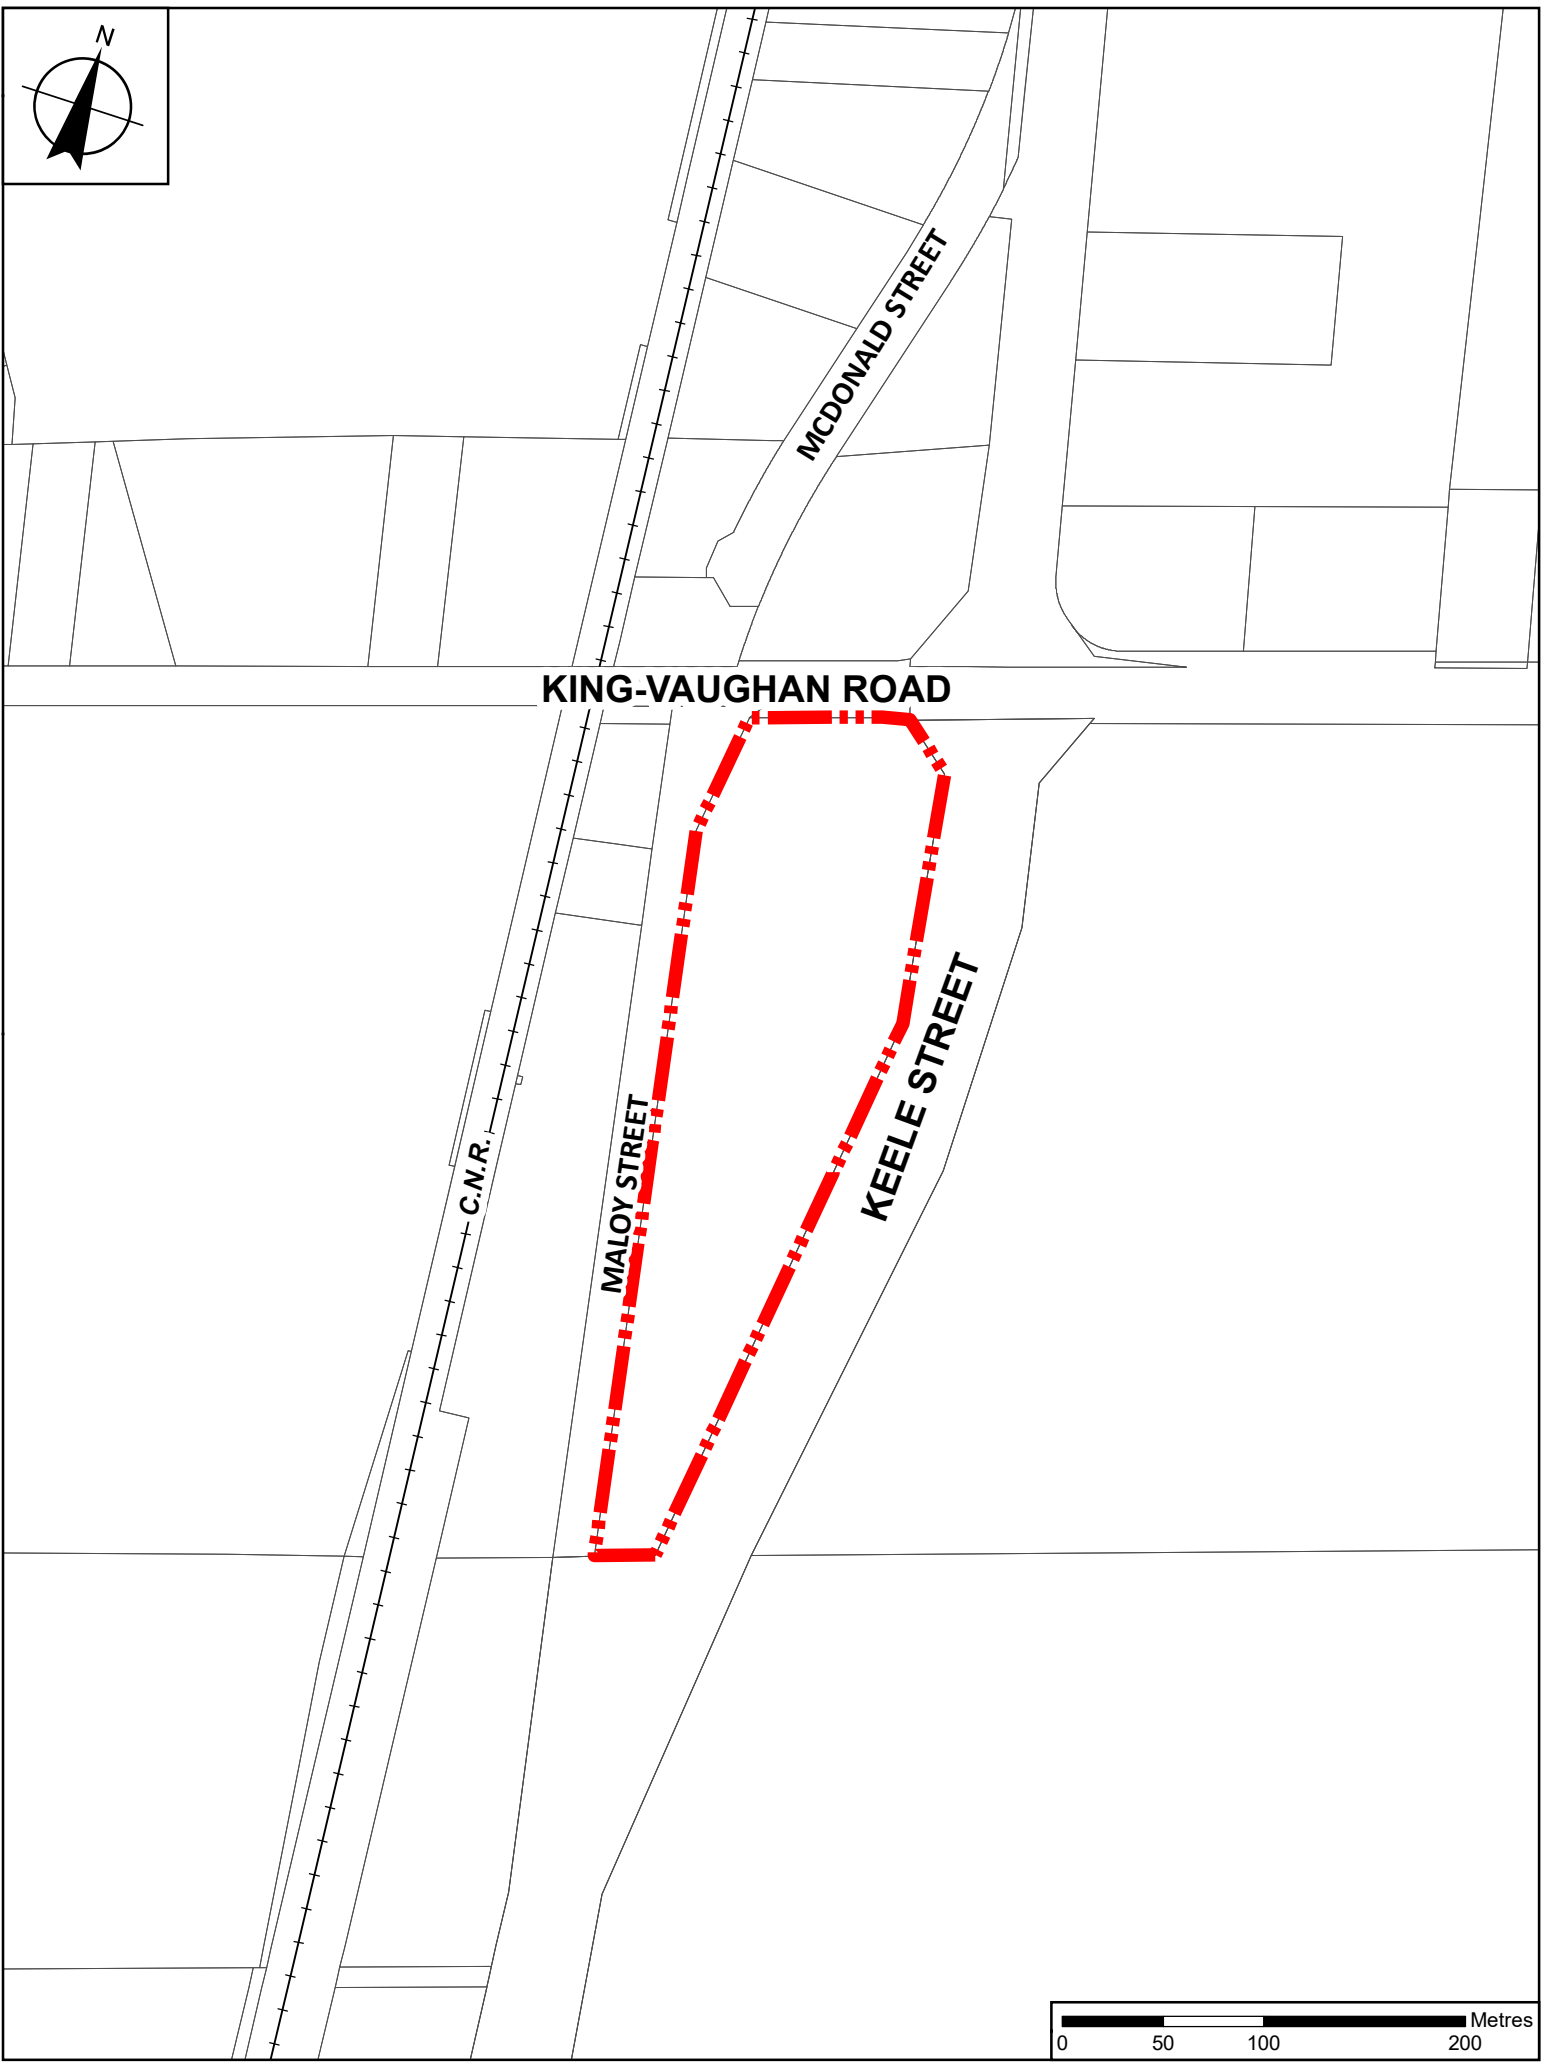 N
MCDONALD STREET
KING-VAUGHAN ROAD
KEELE STREET
MALOY STREET
C.N.R.
Metres
0 50 100 200